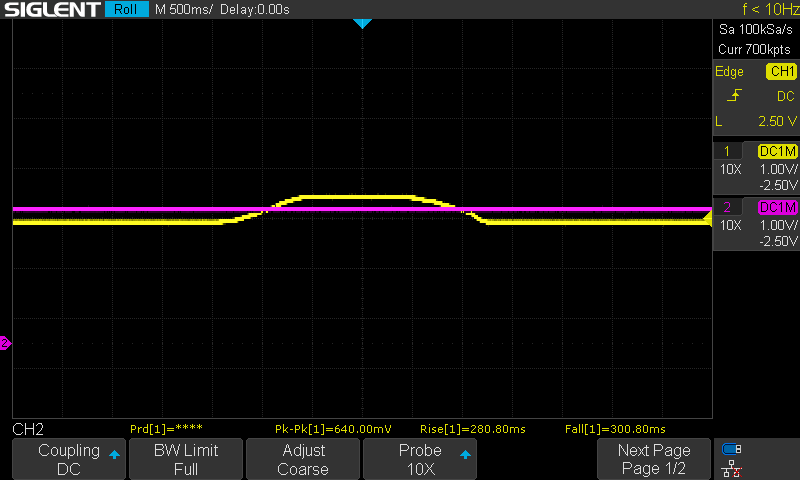 SIGLENT Roll M 500ms/ Delay:0.00s f < 10Hz
Sa 100kSa/s
Curr 700kpts
Edge CH1
DC
L 2.50 V
1 DC1M
10X 1.00V/
-2.50V
2 DC1M
10X 1.00V/
-2.50V
2
CH2 Prd[1]=**** Pk-Pk[1]=640.00mV Rise[1]=280.80ms Fall[1]=300.80ms
Coupling
DC
BW Limit
Full
Adjust
Coarse
Probe
10X
Next Page
Page 1/2